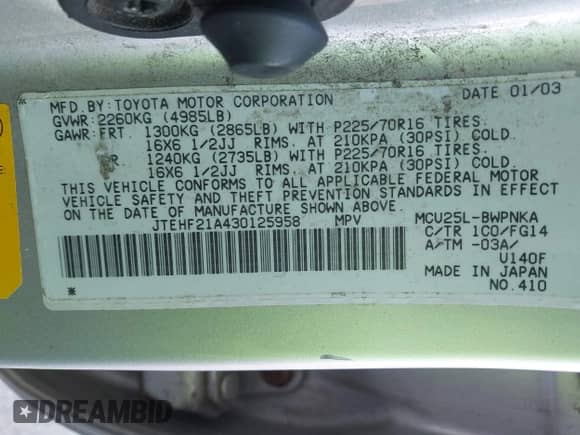 MFD.BY:TOYOTA MOTOR CORPORATION DATE 01/03
GVWR:2260KG (4985LB)
GAWR:FRT. 1300KG (2865LB) WITH P225/70R16 TIRES.
16X6 1/2JJ RIMS. AT 210KPA (30PSI) COLD.
RR. 1240KG (2735LB) WITH P225/70R16 TIRES.
16X6 1/2JJ RIMS. AT 210KPA (30PSI) COLD.
THIS VEHICLE CONFORMS TO ALL APPLICABLE FEDERAL MOTOR
VEHICLE SAFETY AND THEFT PREVENTION STANDARDS IN EFFECT
ON THE DATE OF MANUFACTURE SHOWN ABOVE.
JTEHF21A430125958 MPV MCU25L-BWPNKA
C/TR 1C0/FG14
A/TM -03A/
U140F
MADE IN JAPAN
NO.410
* *
DREAMBID